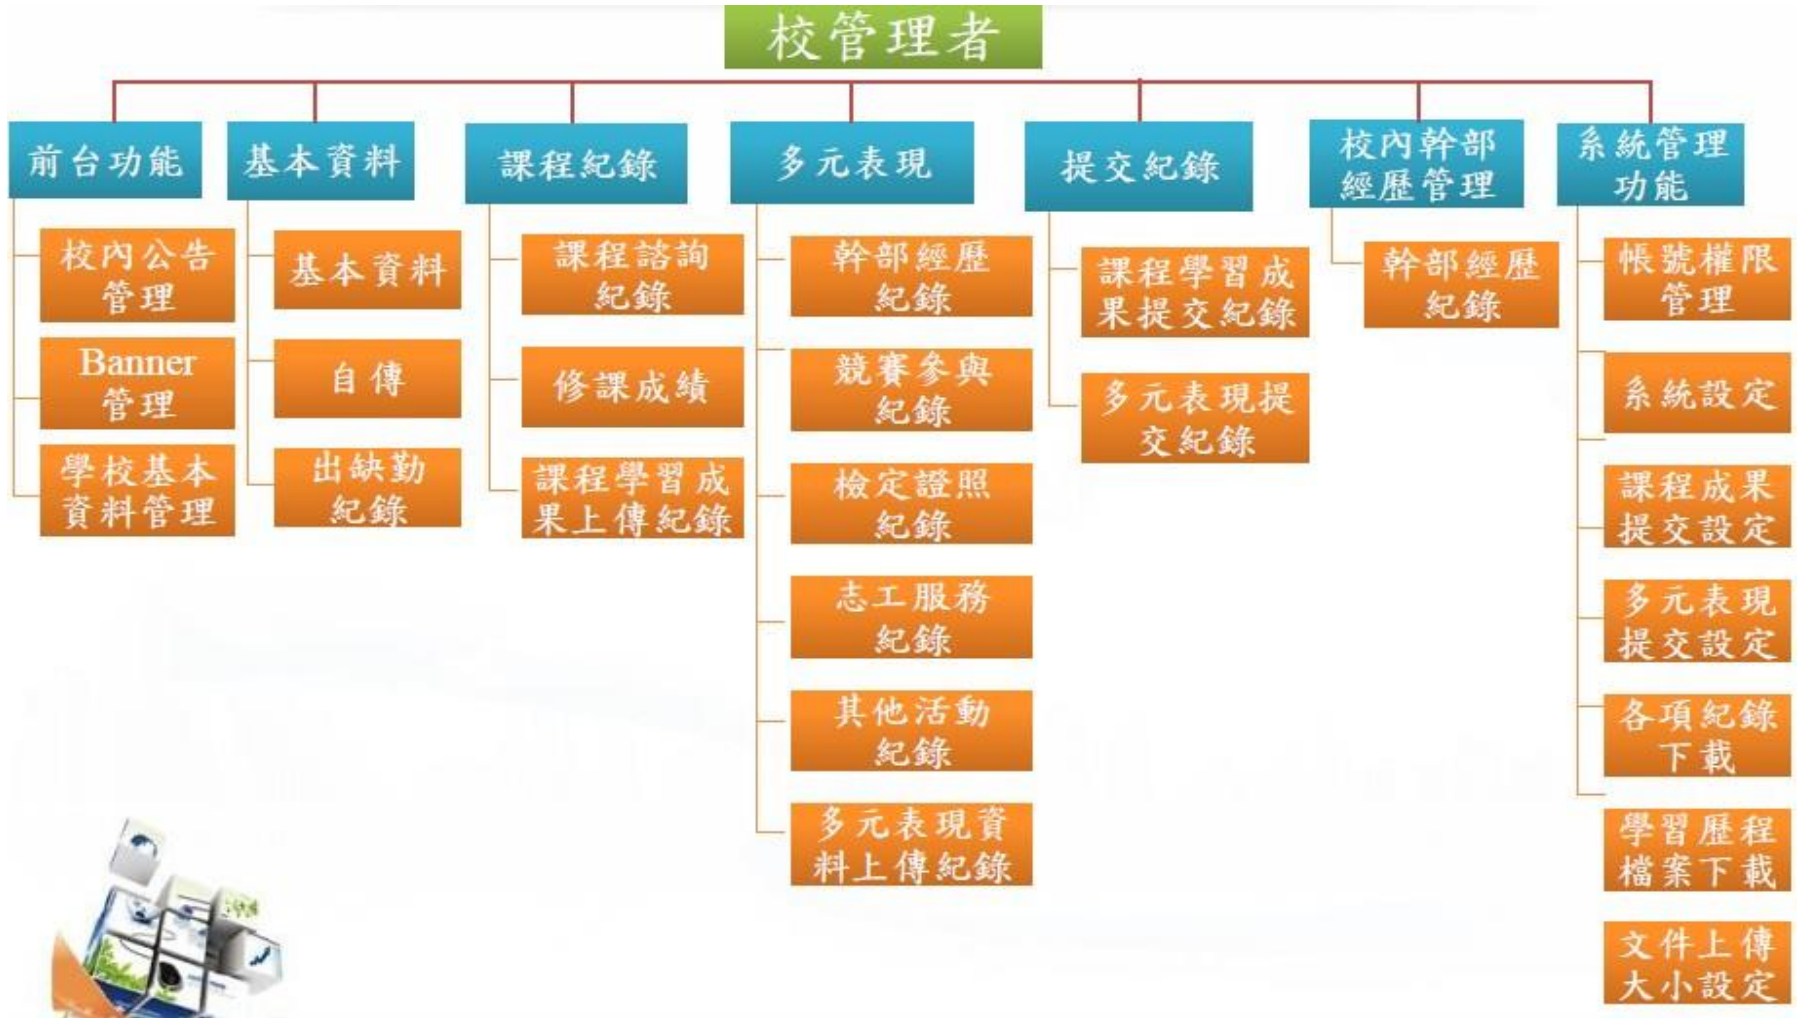 校管理者
前台功能
校內公告
管理
Banner
管理
學校基本
資料管理
基本資料
基本資料
自傳
出缺勤
紀錄
課程紀錄
課程諮詢
紀錄
修課成績
課程學習成
果上傳紀錄
多元表現
幹部經歷
紀錄
競賽參與
紀錄
檢定證照
紀錄
志工服務
紀錄
其他活動
紀錄
多元表現資
料上傳紀錄
提交紀錄
課程學習成
果提交紀錄
多元表現提
交紀錄
校內幹部
經歷管理
幹部經歷
紀錄
系統管理
功能
帳號權限
管理
系統設定
課程成果
提交設定
多元表現
提交設定
各項紀錄
下載
學習歷程
檔案下載
文件上傳
大小設定